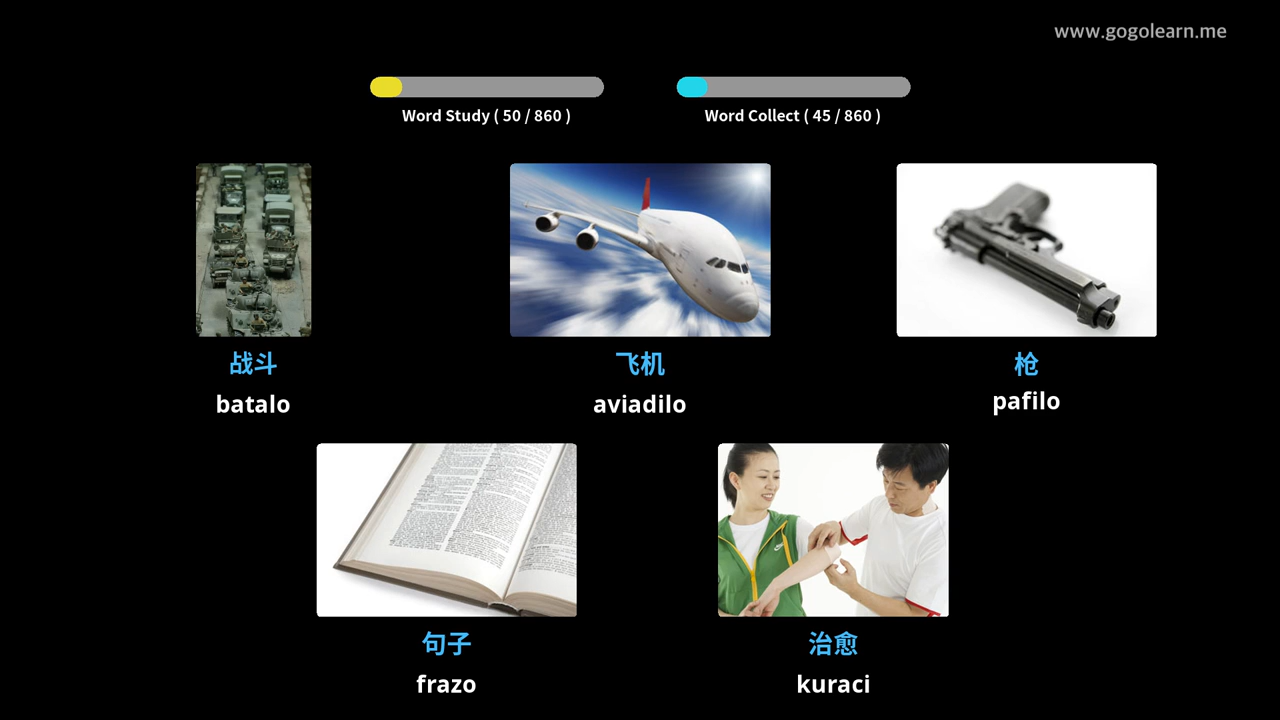 www.gogolearn.me
Word Study ( 50 / 860 )
Word Collect ( 45 / 860 )
战斗
batalo
飞机
aviadilo
枪
pafilo
句子
frazo
治愈
kuraci